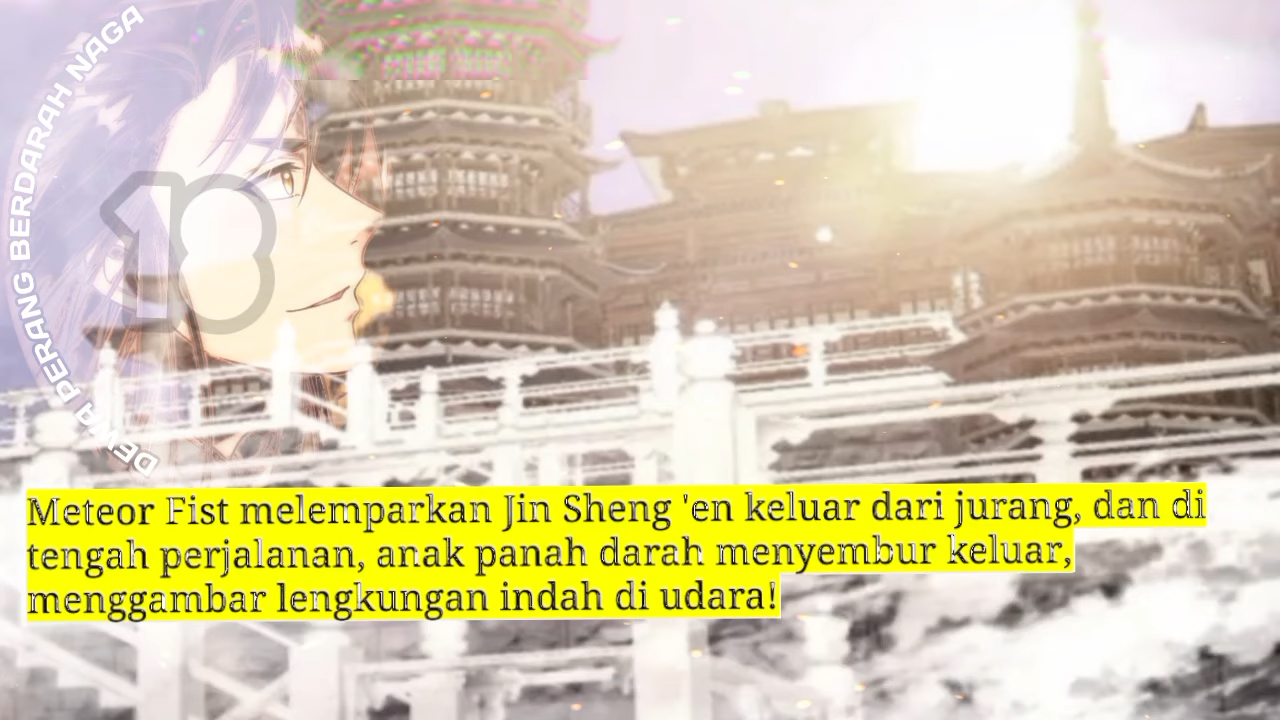 DEWA PERANG BERDARAH NAGA
18
Meteor Fist melemparkan Jin Sheng 'en keluar dari jurang, dan di
tengah perjalanan, anak panah darah menyembur keluar,
menggambar lengkungan indah di udara!